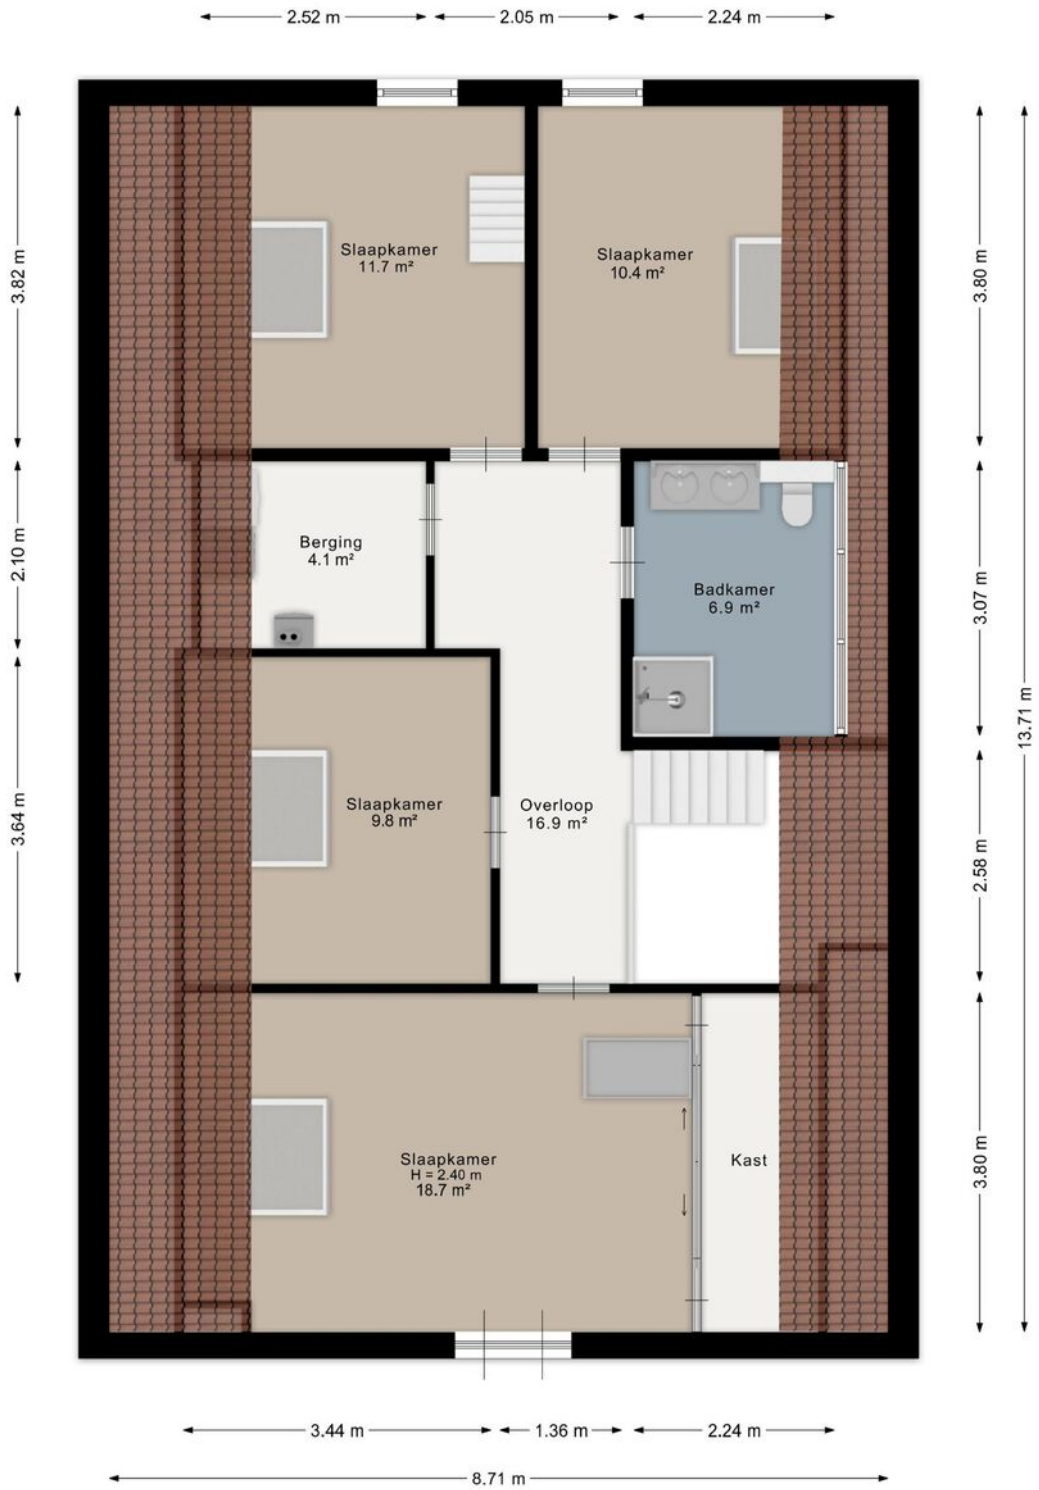 2.52 m
2.05 m
2.24 m
3.82 m
2.10 m
3.64 m
Slaapkamer
11.7 m²
Slaapkamer
10.4 m²
Berging
4.1 m²
Badkamer
6.9 m²
Slaapkamer
9.8 m²
Overloop
16.9 m²
Slaapkamer
H = 2.40 m
18.7 m²
Kast
3.80 m
3.07 m
2.58 m
3.80 m
13.71 m
3.44 m
1.36 m
2.24 m
8.71 m